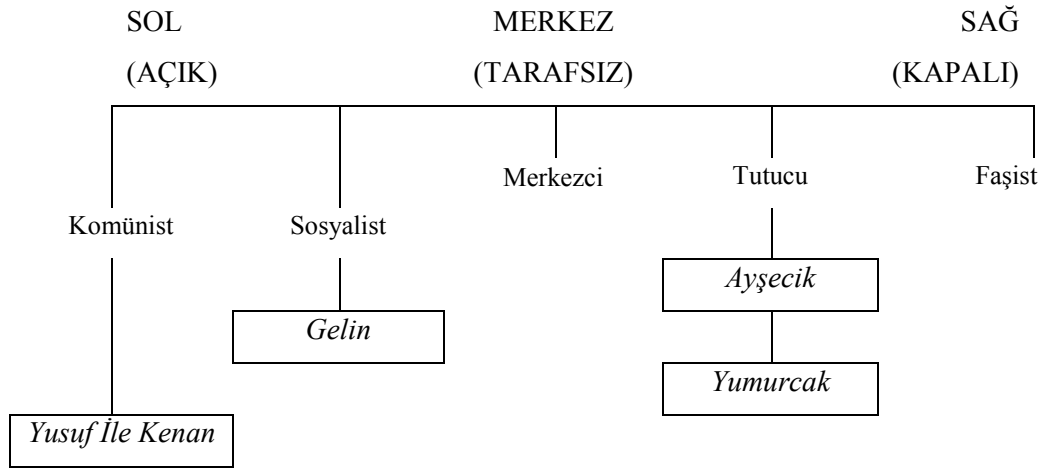 SOL MERKEZ SAĞ
(AÇIK) (TARAFSIZ) (KAPALI)
Merkezci Tutucu Faşist
Komünist Sosyalist
Ayşecik
Gelin
Yumurcak
Yusuf İle Kenan